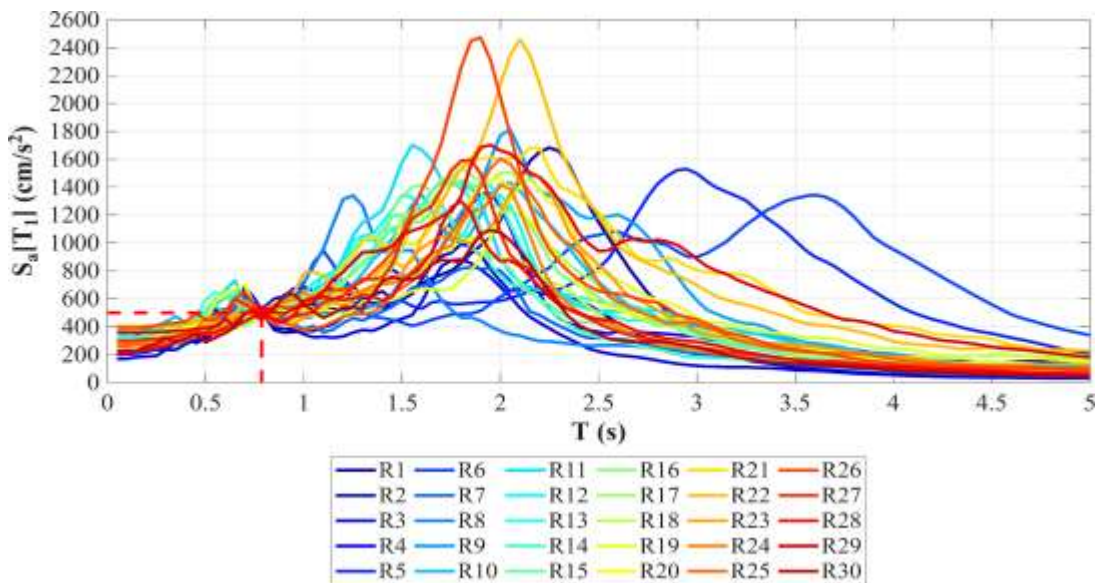 2600
2400
2200
2000
1800
1600
1400
1200
1000
800
600
400
200
0
Sa[T1] (cm/s²)
0 0.5 1 1.5 2 2.5 3 3.5 4 4.5 5
T (s)
R1 R6 R11 R16 R21 R26
R2 R7 R12 R17 R22 R27
R3 R8 R13 R18 R23 R28
R4 R9 R14 R19 R24 R29
R5 R10 R15 R20 R25 R30